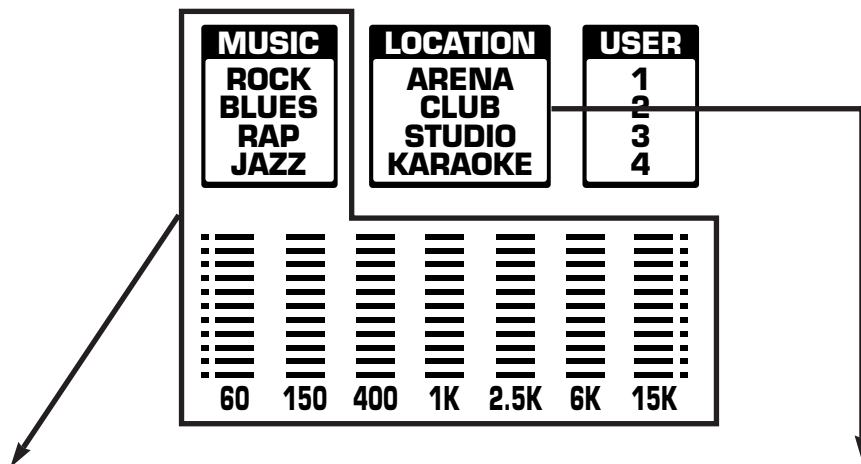 MUSIC
ROCK
BLUES
RAP
JAZZ
LOCATION
ARENA
CLUB
STUDIO
KARAOKE
USER
1
2
3
4
60 150 400 1K 2.5K 6K 15K